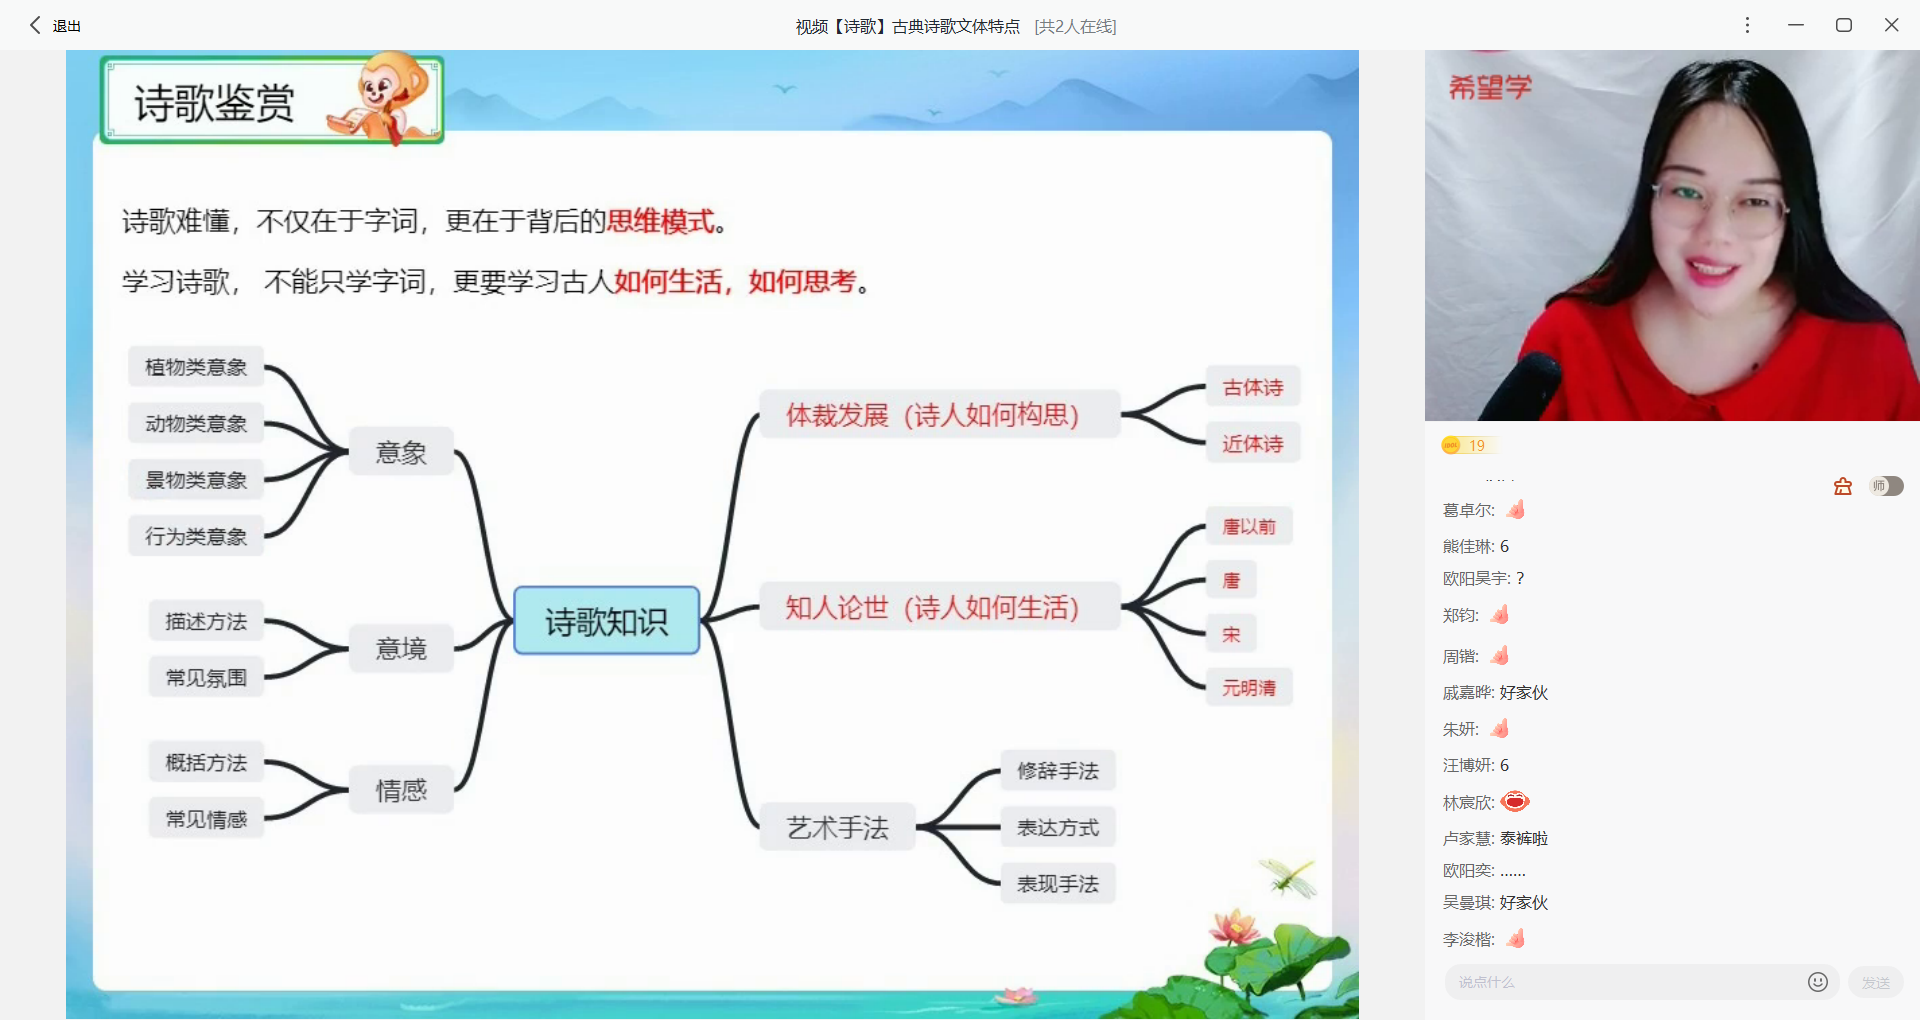 退出
视频【诗歌】古典诗歌文体特点 [共2人在线]
诗歌鉴赏
诗歌难懂，不仅在于字词，更在于背后的思维模式。
学习诗歌， 不能只学字词，更要学习古人如何生活，如何思考。
植物类意象
动物类意象
景物类意象
行为类意象
意象
描述方法
常见氛围
意境
概括方法
常见情感
情感
诗歌知识
体裁发展（诗人如何构思）
古体诗
近体诗
知人论世（诗人如何生活）
唐以前
唐
宋
元明清
艺术手法
修辞手法
表达方式
表现手法
希望学
19
师
葛卓尔:
熊佳琳: 6
欧阳昊宇: ?
郑钧:
周锴:
戚嘉晔: 好家伙
朱妍:
汪博妍: 6
林宸欣:
卢家慧: 泰裤啦
欧阳奕: ......
吴曼琪: 好家伙
李浚楷:
说点什么
发送